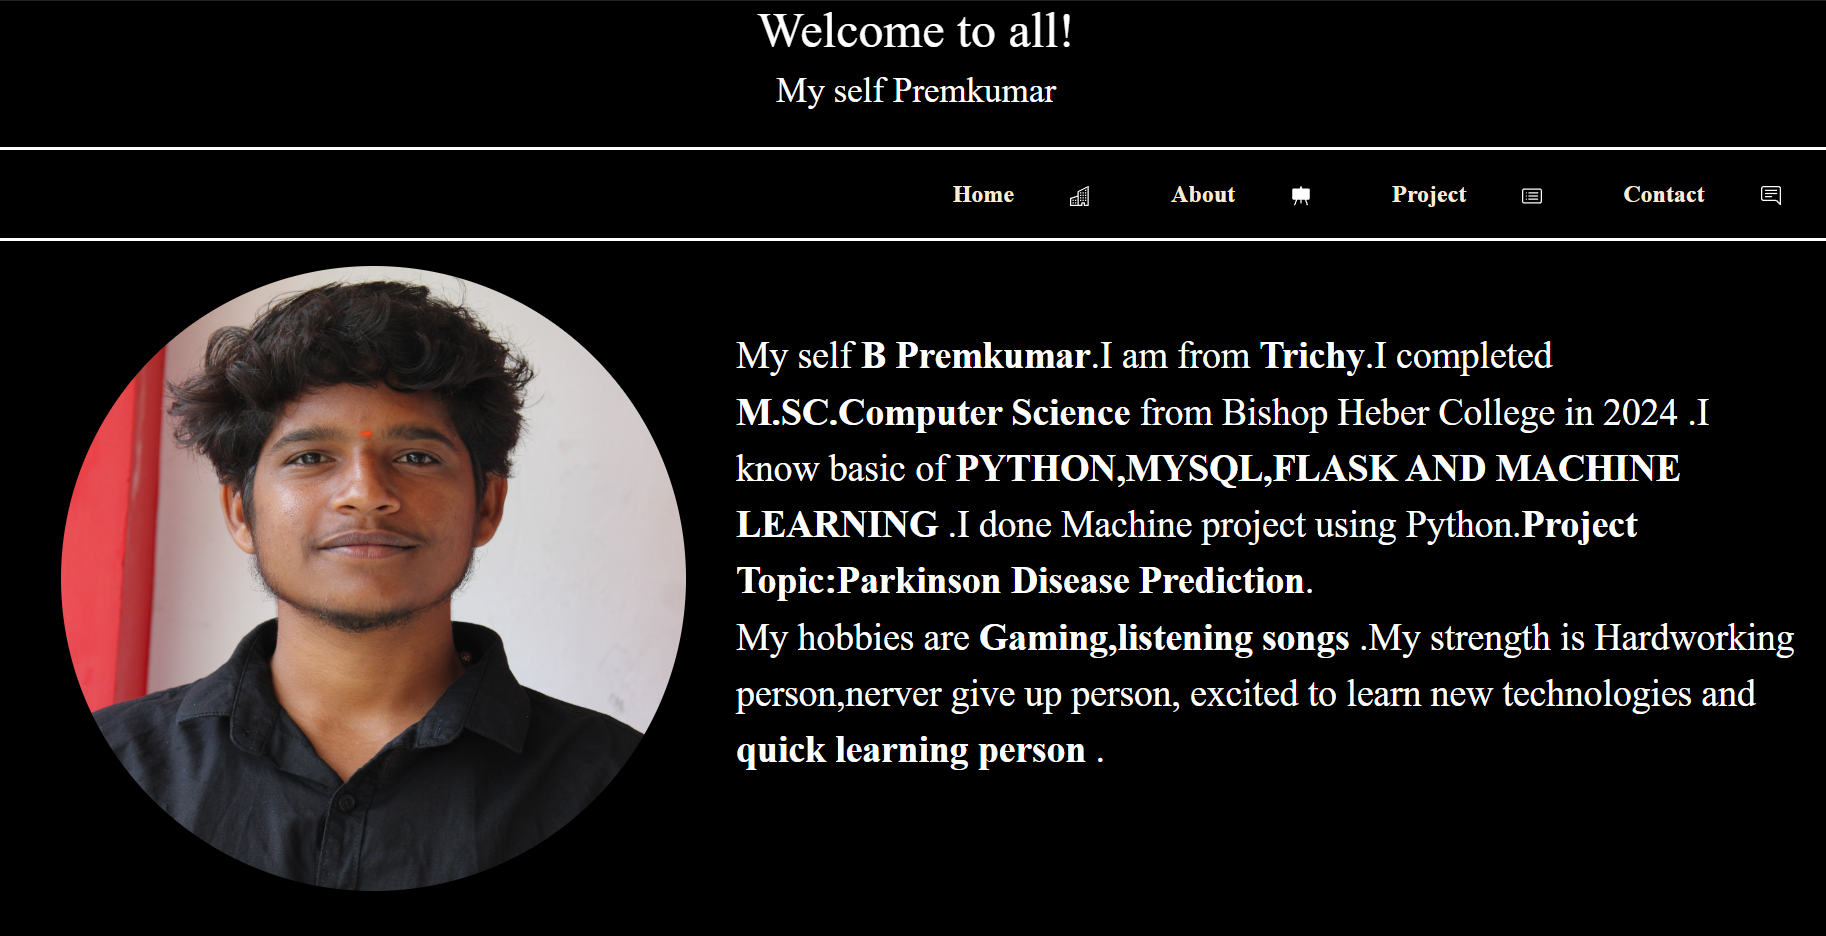 Welcome to all!
My self Premkumar
Home About Project Contact
My self B Premkumar.I am from Trichy.I completed
M.SC.Computer Science from Bishop Heber College in 2024 .I
know basic of PYTHON,MYSQL,FLASK AND MACHINE
LEARNING .I done Machine project using Python.Project
Topic:Parkinson Disease Prediction.
My hobbies are Gaming,listening songs .My strength is Hardworking
person,nerver give up person, excited to learn new technologies and
quick learning person .